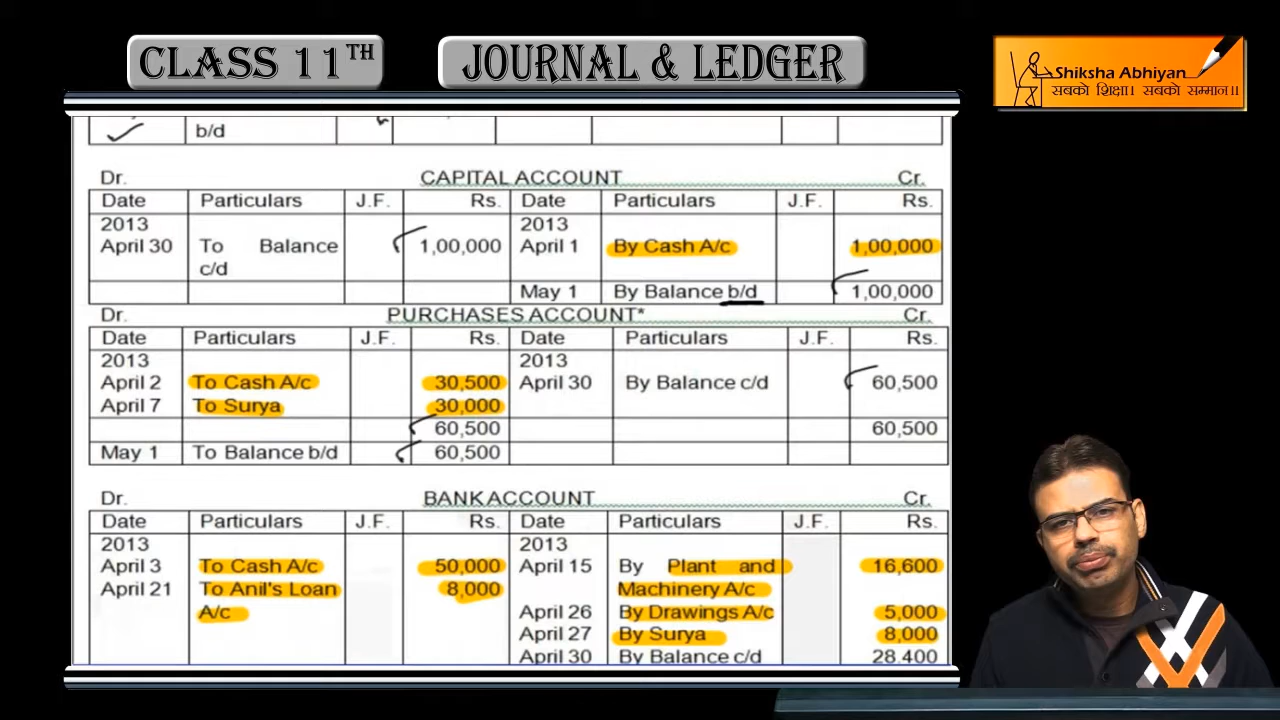 CLASS 11TH JOURNAL & LEDGER
Shiksha Abhiyan
सबको शिक्षा। सबको सम्मान॥
b/d
Dr. CAPITAL ACCOUNT Cr.
Date Particulars J.F. Rs. Date Particulars J.F. Rs.
2013 2013
April 30 To Balance 1,00,000 April 1 By Cash A/c 1,00,000
c/d
May 1 By Balance b/d 1,00,000
Dr. PURCHASES ACCOUNT* Cr.
Date Particulars J.F. Rs. Date Particulars J.F. Rs.
2013 2013
April 2 To Cash A/c 30,500 April 30 By Balance c/d 60,500
April 7 To Surya 30,000
60,500 60,500
May 1 To Balance b/d 60,500
Dr. BANK ACCOUNT Cr.
Date Particulars J.F. Rs. Date Particulars J.F. Rs.
2013 2013
April 3 To Cash A/c 50,000 April 15 By Plant and 16,600
April 21 To Anil's Loan 8,000 Machinery A/c
A/c April 26 By Drawings A/c 5,000
April 27 By Surya 8,000
April 30 By Balance c/d 28,400